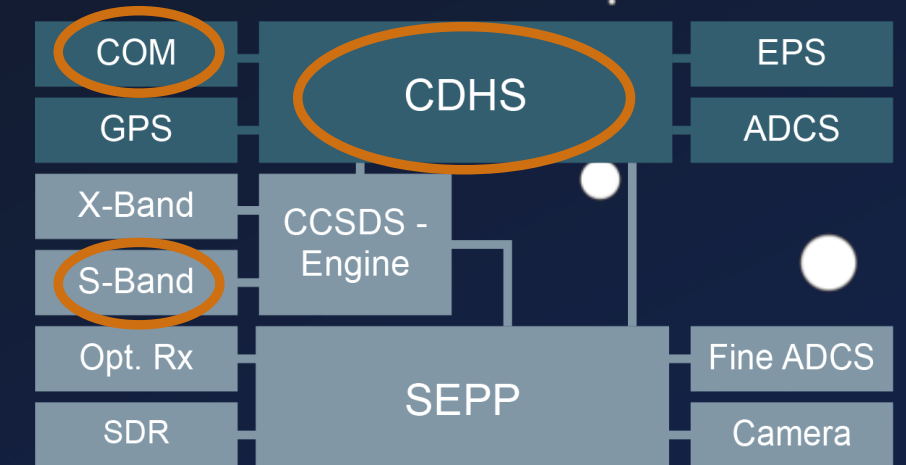 COM
CDHS
EPS
GPS
ADCS
X-Band
CCSDS -
Engine
S-Band
Opt. Rx
SEPP
Fine ADCS
SDR
Camera